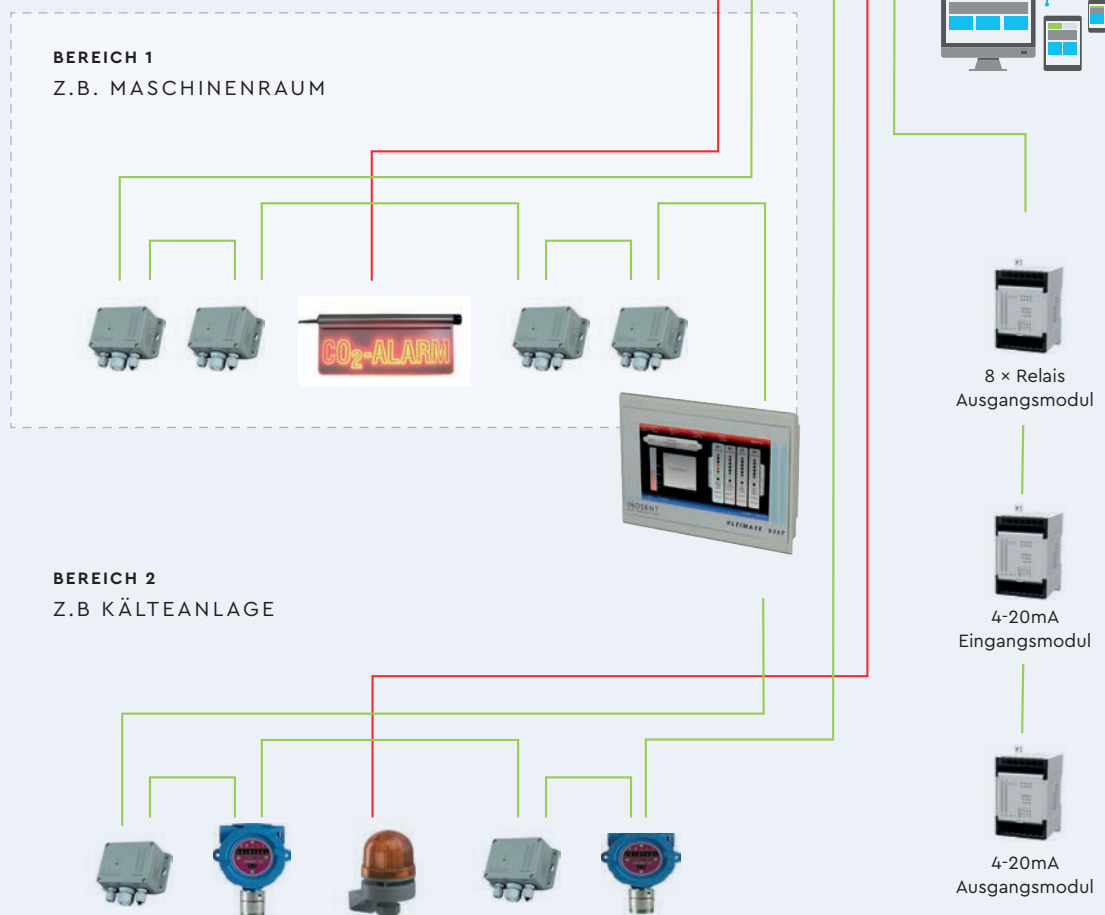 BEREICH 1
Z.B. MASCHINENRAUM
CO₂-ALARM
8 × Relais
Ausgangsmodul
INOSENT
ULTIMATE
BEREICH 2
Z.B KÄLTEANLAGE
4-20mA
Eingangsmodul
4-20mA
Ausgangsmodul